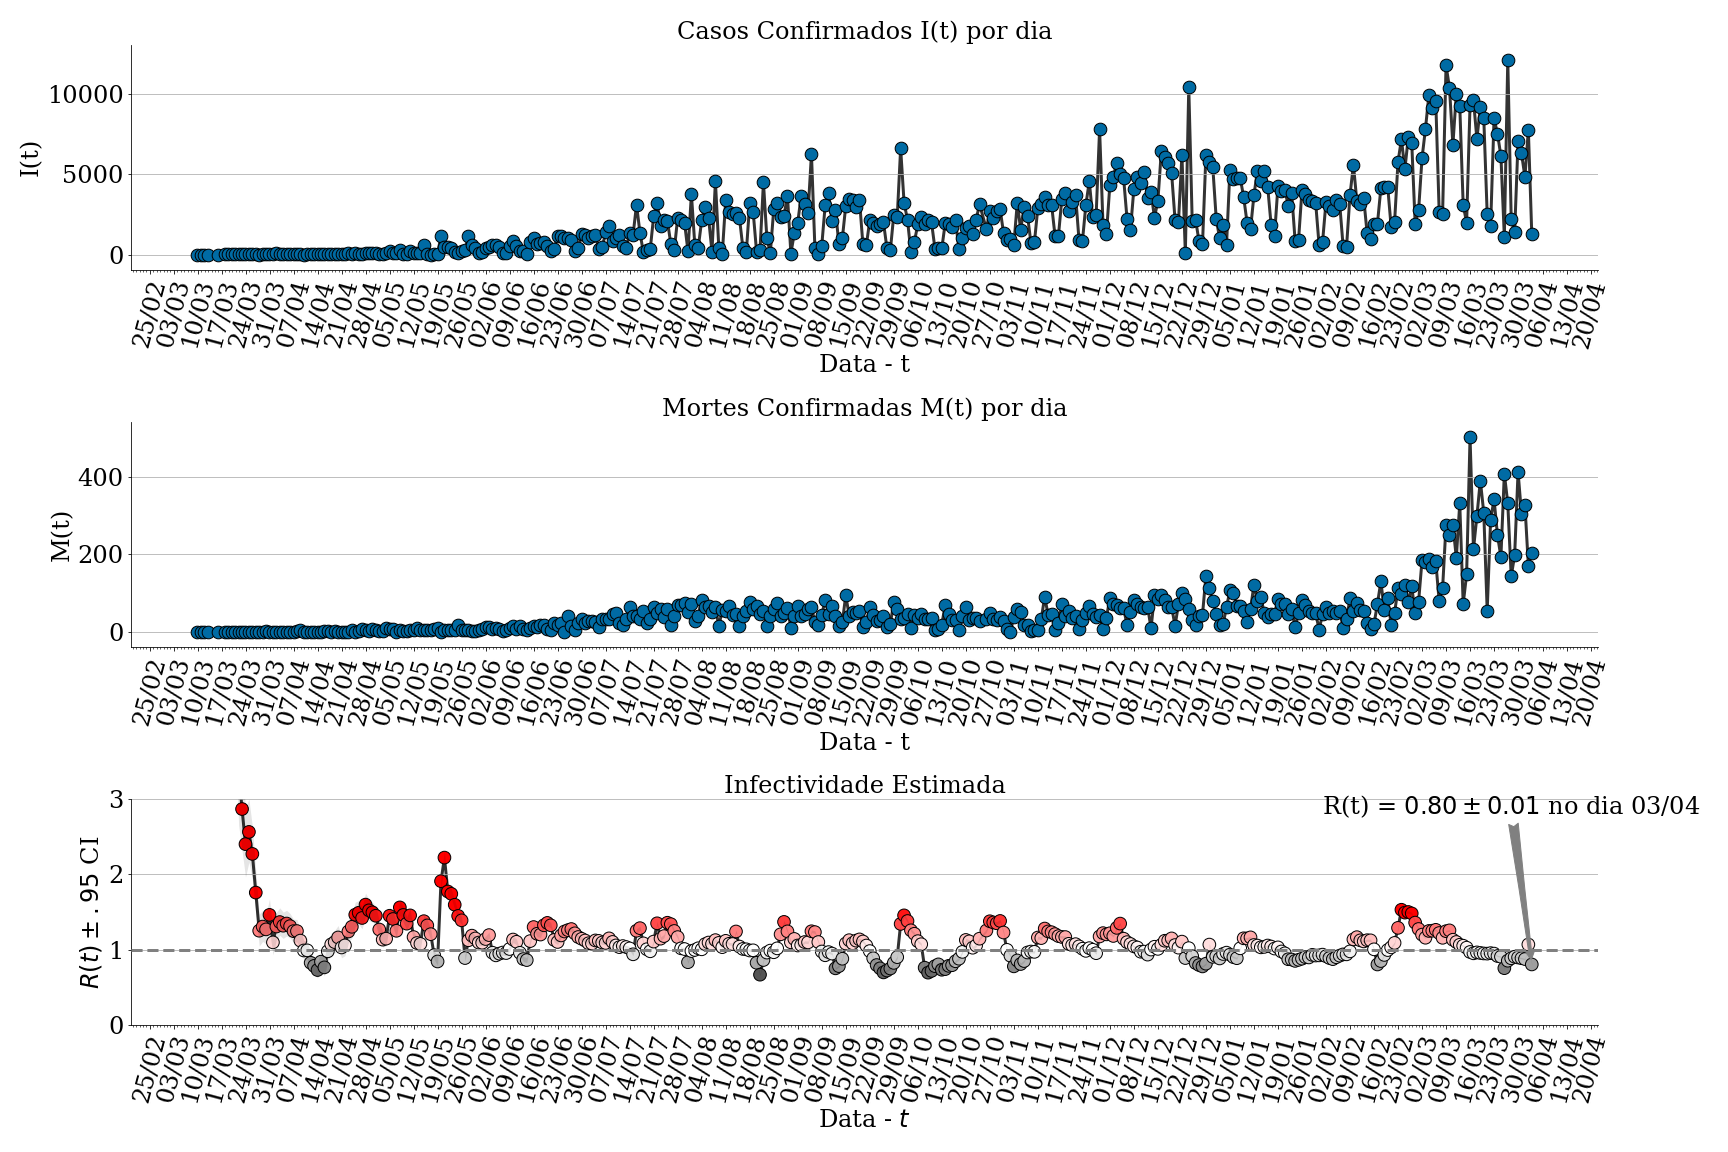 Casos Confirmados I(t) por dia
I(t)
10000
5000
0
25/02 03/03 10/03 17/03 24/03 31/03 07/04 14/04 21/04 28/04 05/05 12/05 19/05 26/05 02/06 09/06 16/06 23/06 30/06 07/07 14/07 21/07 28/07 04/08 11/08 18/08 25/08 01/09 08/09 15/09 22/09 29/09 06/10 13/10 20/10 27/10 03/11 10/11 17/11 24/11 01/12 08/12 15/12 22/12 29/12 05/01 12/01 19/01 26/01 02/02 09/02 16/02 23/02 02/03 09/03 16/03 23/03 30/03 06/04 13/04 20/04
Data - t
Mortes Confirmadas M(t) por dia
M(t)
400
200
0
25/02 03/03 10/03 17/03 24/03 31/03 07/04 14/04 21/04 28/04 05/05 12/05 19/05 26/05 02/06 09/06 16/06 23/06 30/06 07/07 14/07 21/07 28/07 04/08 11/08 18/08 25/08 01/09 08/09 15/09 22/09 29/09 06/10 13/10 20/10 27/10 03/11 10/11 17/11 24/11 01/12 08/12 15/12 22/12 29/12 05/01 12/01 19/01 26/01 02/02 09/02 16/02 23/02 02/03 09/03 16/03 23/03 30/03 06/04 13/04 20/04
Data - t
Infectividade Estimada
R(t) = 0.80 ± 0.01 no dia 03/04
R(t) ± .95 CI
3
2
1
0
25/02 03/03 10/03 17/03 24/03 31/03 07/04 14/04 21/04 28/04 05/05 12/05 19/05 26/05 02/06 09/06 16/06 23/06 30/06 07/07 14/07 21/07 28/07 04/08 11/08 18/08 25/08 01/09 08/09 15/09 22/09 29/09 06/10 13/10 20/10 27/10 03/11 10/11 17/11 24/11 01/12 08/12 15/12 22/12 29/12 05/01 12/01 19/01 26/01 02/02 09/02 16/02 23/02 02/03 09/03 16/03 23/03 30/03 06/04 13/04 20/04
Data - t